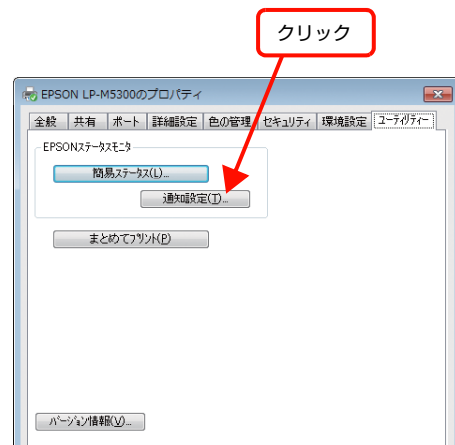 クリック
EPSON LP-M5300のプロパティ
全般 共有 ポート 詳細設定 色の管理 セキュリティ 環境設定 ユーティリティー
EPSONステータスモニタ
簡易ステータス(L)...
通知設定(T)...
まとめてプリント(P)
バージョン情報(V)...